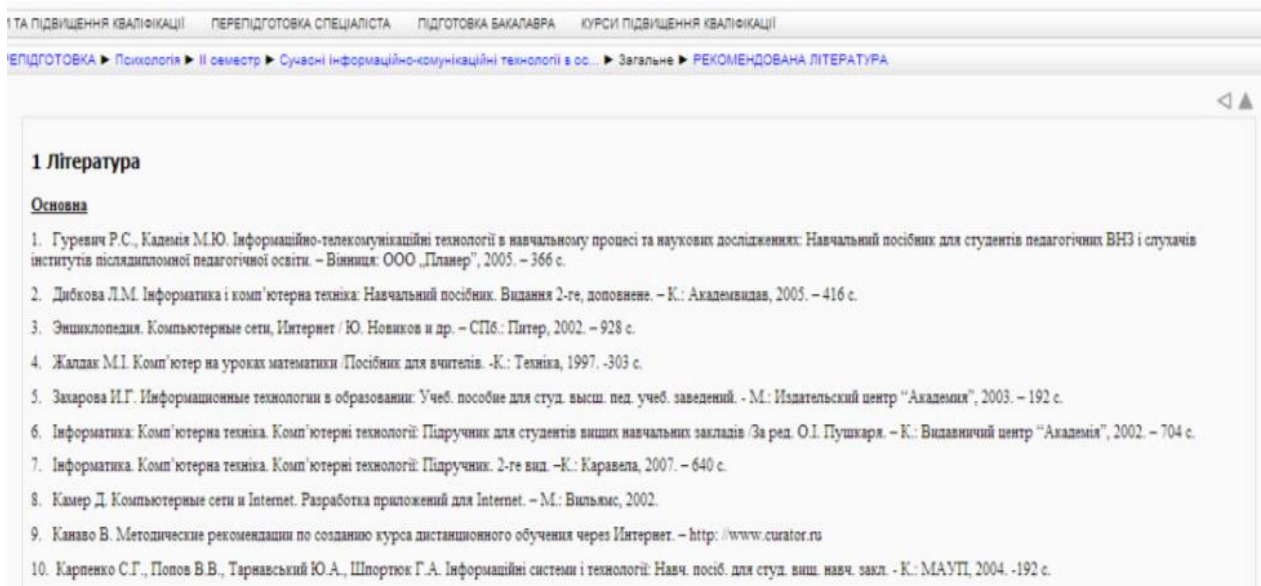 І ТА ПІДВИЩЕННЯ КВАЛІФІКАЦІЇ ПЕРЕПІДГОТОВКА СПЕЦІАЛІСТА ПІДГОТОВКА БАКАЛАВРА КУРСИ ПІДВИЩЕННЯ КВАЛІФІКАЦІЇ
РЕПІДГОТОВКА ► Психологія ► II семестр ► Сучасні інформаційно-комунікаційні технології в ос... ► Загальне ► РЕКОМЕНДОВАНА ЛІТЕРАТУРА
1 Література
Основна
1. Гуревич Р.С., Кадемія М.Ю. Інформаційно-телекомунікаційні технології в навчальному процесі та наукових дослідженнях: Навчальний посібник для студентів педагогічних ВНЗ і слухачів
інститутів післядипломної педагогічної освіти. – Вінниця: ООО „Планер”, 2005. – 366 с.
2. Дибкова Л.М. Інформатика і комп’ютерна техніка: Навчальний посібник. Видання 2-ге, доповнене. – К.: Академвидав, 2005. – 416 с.
3. Энциклопедия. Компьютерные сети, Интернет / Ю. Новиков и др. – СПб.: Питер, 2002. – 928 с.
4. Жалдак М.І. Комп’ютер на уроках математики /Посібник для вчителів. -К.: Техніка, 1997. -303 с.
5. Захарова И.Г. Информационные технологии в образовании: Учеб. пособие для студ. высш. пед. учеб. заведений. - М.: Издательский центр “Академия”, 2003. – 192 с.
6. Інформатика: Комп’ютерна техніка. Комп’ютерні технології: Підручник для студентів вищих навчальних закладів /За ред. О.І. Пушкаря. – К.: Видавничий центр “Академія”, 2002. – 704 с.
7. Інформатика. Комп’ютерна техніка. Комп’ютерні технології: Підручник. 2-ге вид. –К.: Каравела, 2007. – 640 с.
8. Камер Д. Компьютерные сети и Internet. Разработка приложений для Internet. – М.: Вильямс, 2002.
9. Канаво В. Методические рекомендации по созданию курса дистанционного обучения через Интернет. – http: //www.curator.ru
10. Карпенко С.Г., Попов В.В., Тарнавський Ю.А., Шпортюк Г.А. Інформаційні системи і технології: Навч. посіб. для студ. вищ. навч. закл. - К.: МАУП, 2004. -192 с.